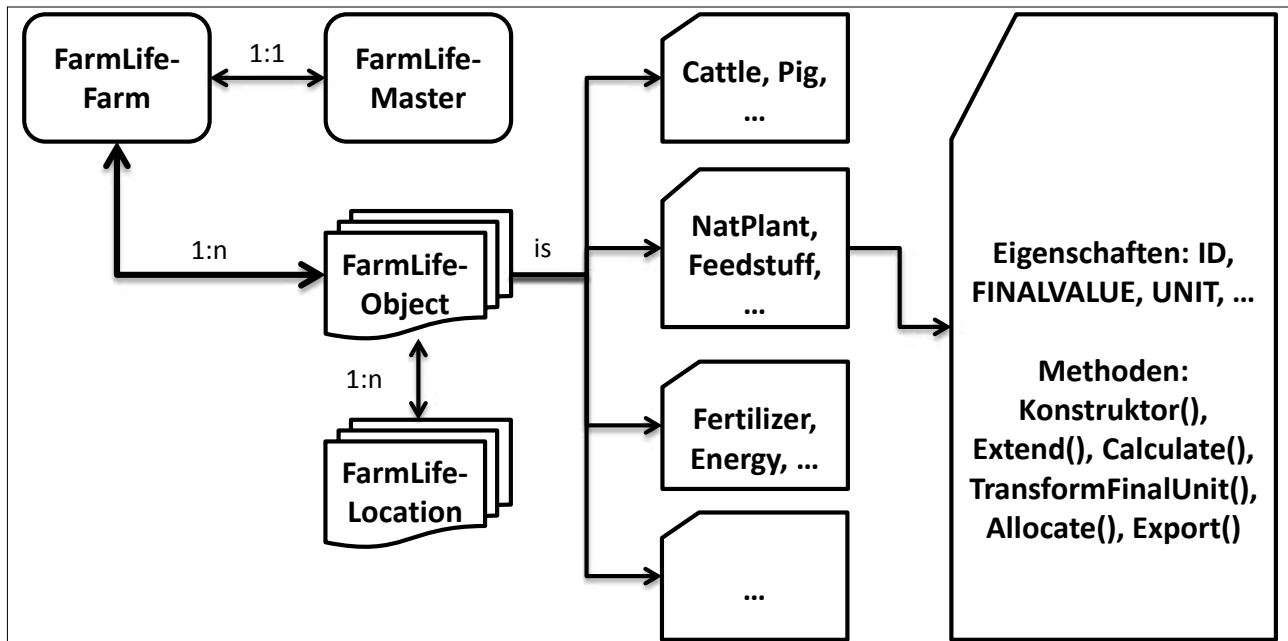 FarmLife-
Farm
1:1
FarmLife-
Master
1:n
FarmLife-
Object
is
1:n
FarmLife-
Location
Cattle, Pig,
…
NatPlant,
Feedstuff,
…
Fertilizer,
Energy, …
…
Eigenschaften: ID,
FINALVALUE, UNIT, …
Methoden:
Konstruktor(),
Extend(), Calculate(),
TransformFinalUnit(),
Allocate(), Export()